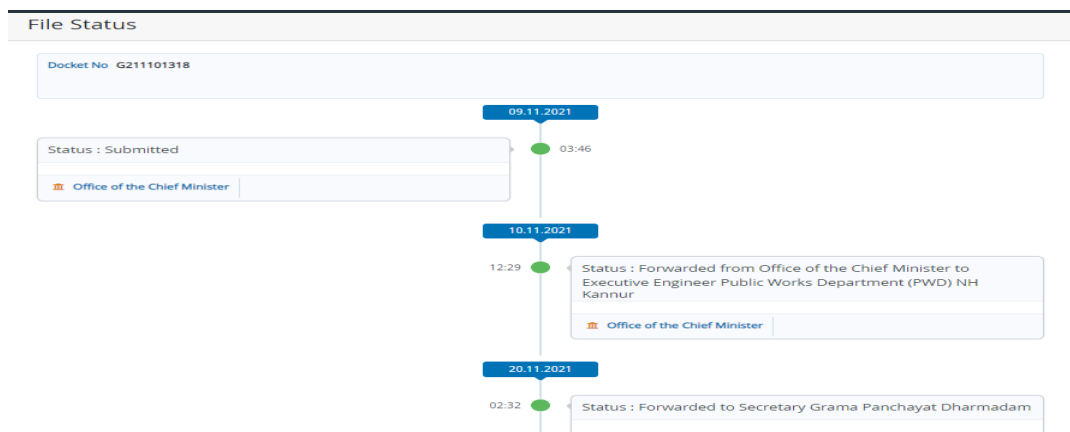 File Status
Docket No G211101318
09.11.2021
Status : Submitted
03:46
Office of the Chief Minister
10.11.2021
12:29
Status : Forwarded from Office of the Chief Minister to
Executive Engineer Public Works Department (PWD) NH
Kannur
Office of the Chief Minister
20.11.2021
02:32
Status : Forwarded to Secretary Grama Panchayat Dharmadam